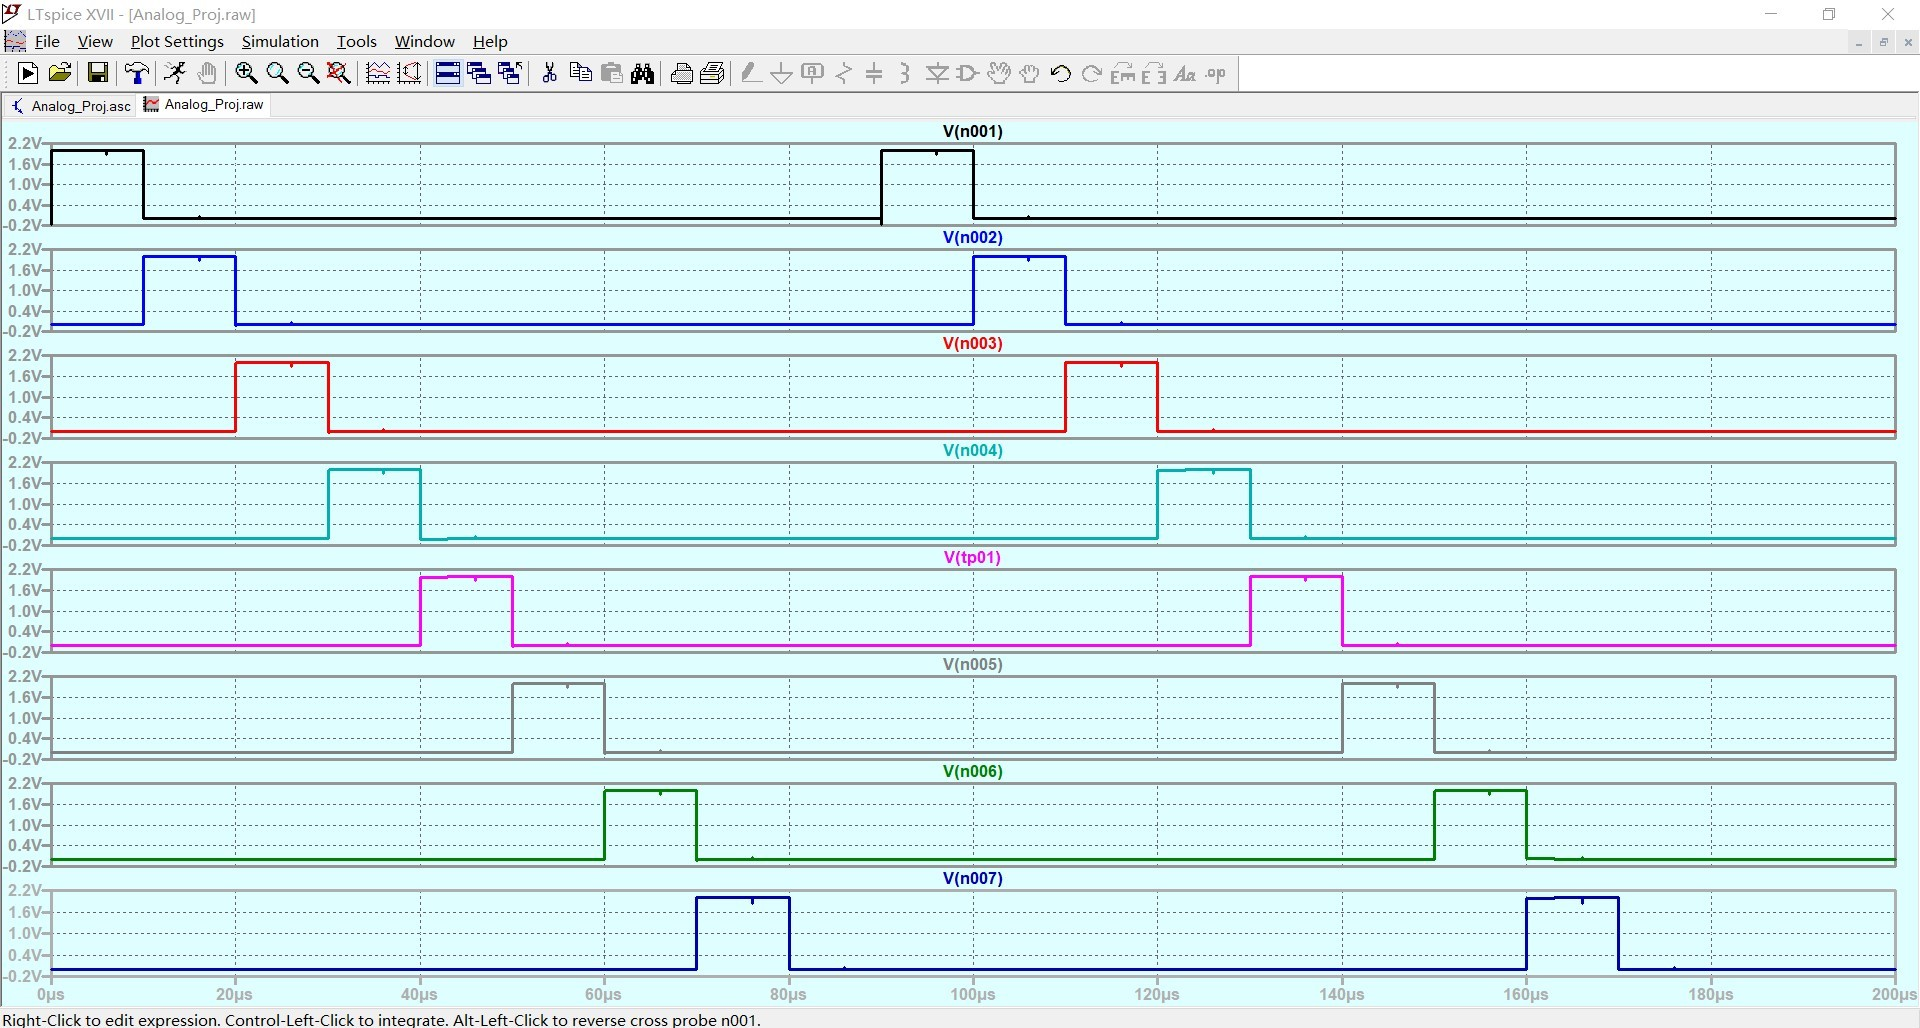 LTspice XVII - [Analog_Proj.raw]
File View Plot Settings Simulation Tools Window Help
Aa .op
Analog_Proj.asc Analog_Proj.raw
V(n001)
2.2V
1.6V
1.0V
0.4V
-0.2V
V(n002)
2.2V
1.6V
1.0V
0.4V
-0.2V
V(n003)
2.2V
1.6V
1.0V
0.4V
-0.2V
V(n004)
2.2V
1.6V
1.0V
0.4V
-0.2V
V(tp01)
2.2V
1.6V
1.0V
0.4V
-0.2V
V(n005)
2.2V
1.6V
1.0V
0.4V
-0.2V
V(n006)
2.2V
1.6V
1.0V
0.4V
-0.2V
V(n007)
2.2V
1.6V
1.0V
0.4V
-0.2V
0µs 20µs 40µs 60µs 80µs 100µs 120µs 140µs 160µs 180µs 200µs
Right-Click to edit expression. Control-Left-Click to integrate. Alt-Left-Click to reverse cross probe n001.